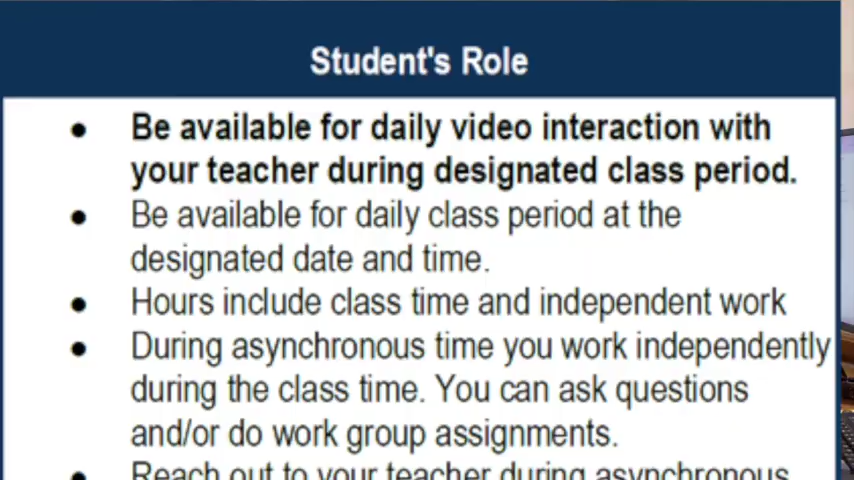 Student's Role
● Be available for daily video interaction with
your teacher during designated class period.
● Be available for daily class period at the
designated date and time.
● Hours include class time and independent work
● During asynchronous time you work independently
during the class time. You can ask questions
and/or do work group assignments.
● Reach out to your teacher during asynchronous